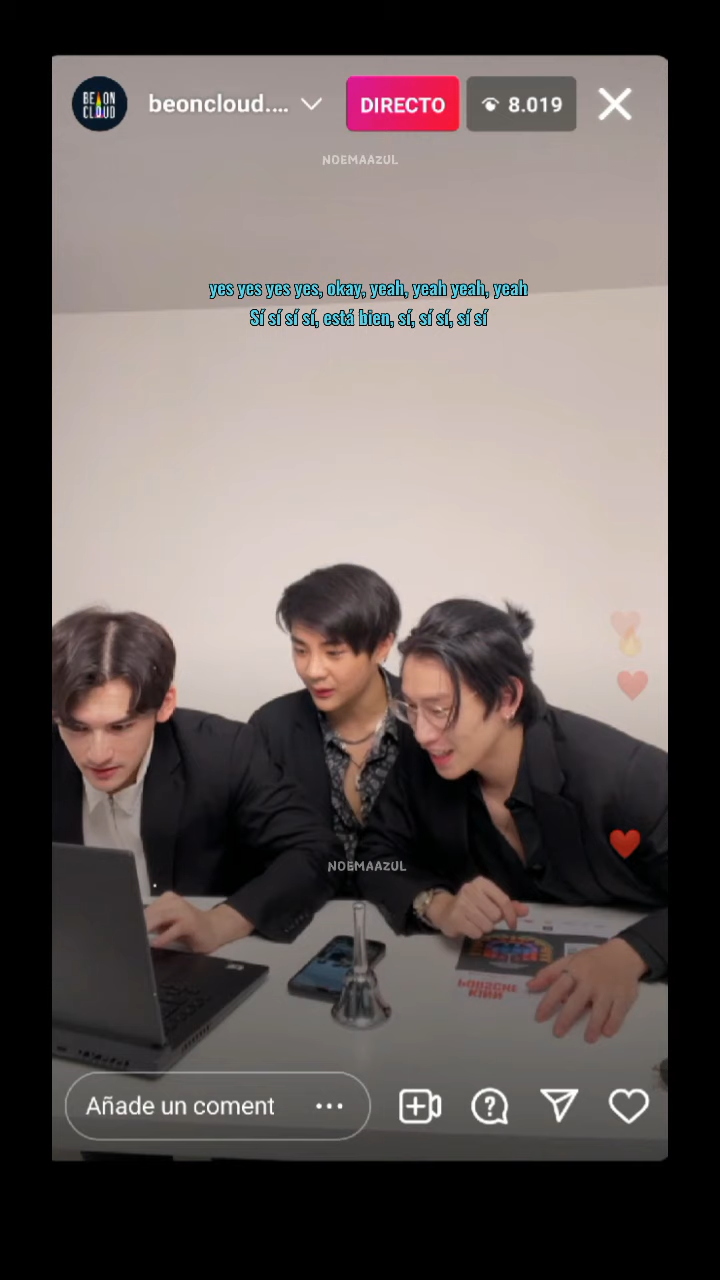 BE ON
CLOUD
beoncloud....
DIRECTO
8.019
NOEMAAZUL
yes yes yes yes, okay, yeah, yeah yeah, yeah
Sí sí sí sí, está bien, sí, sí sí, sí sí
NOEMAAZUL
Añade un coment